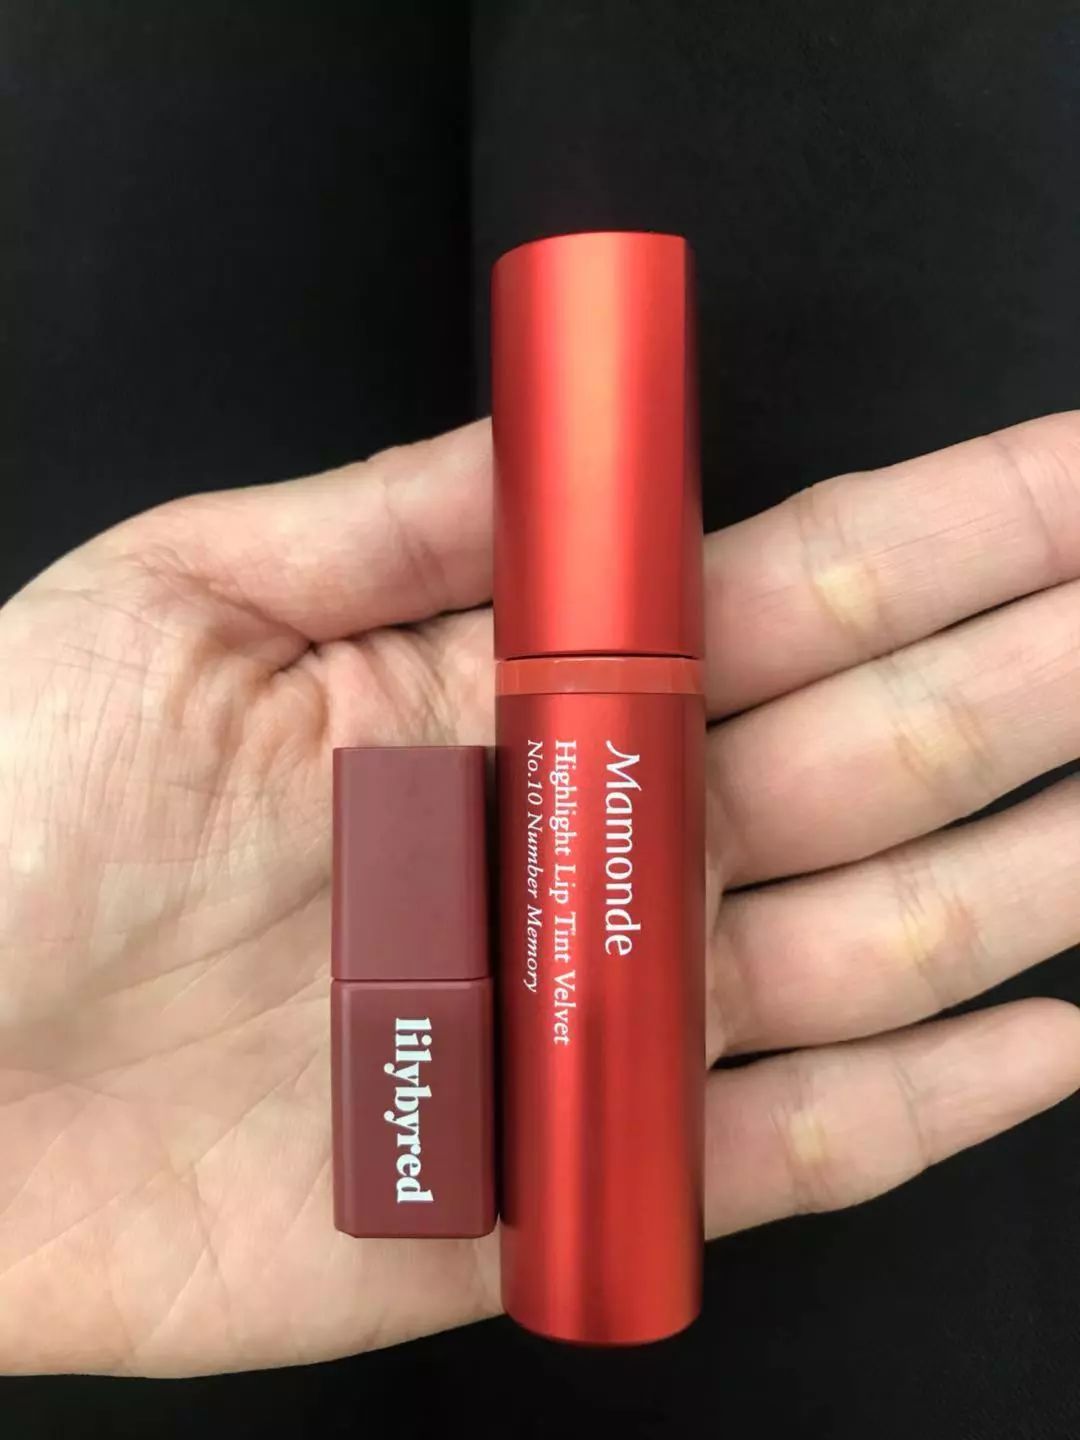 Mamonde
Highlight Lip Tint Velvet
No.10 Number Memory
lilybyred